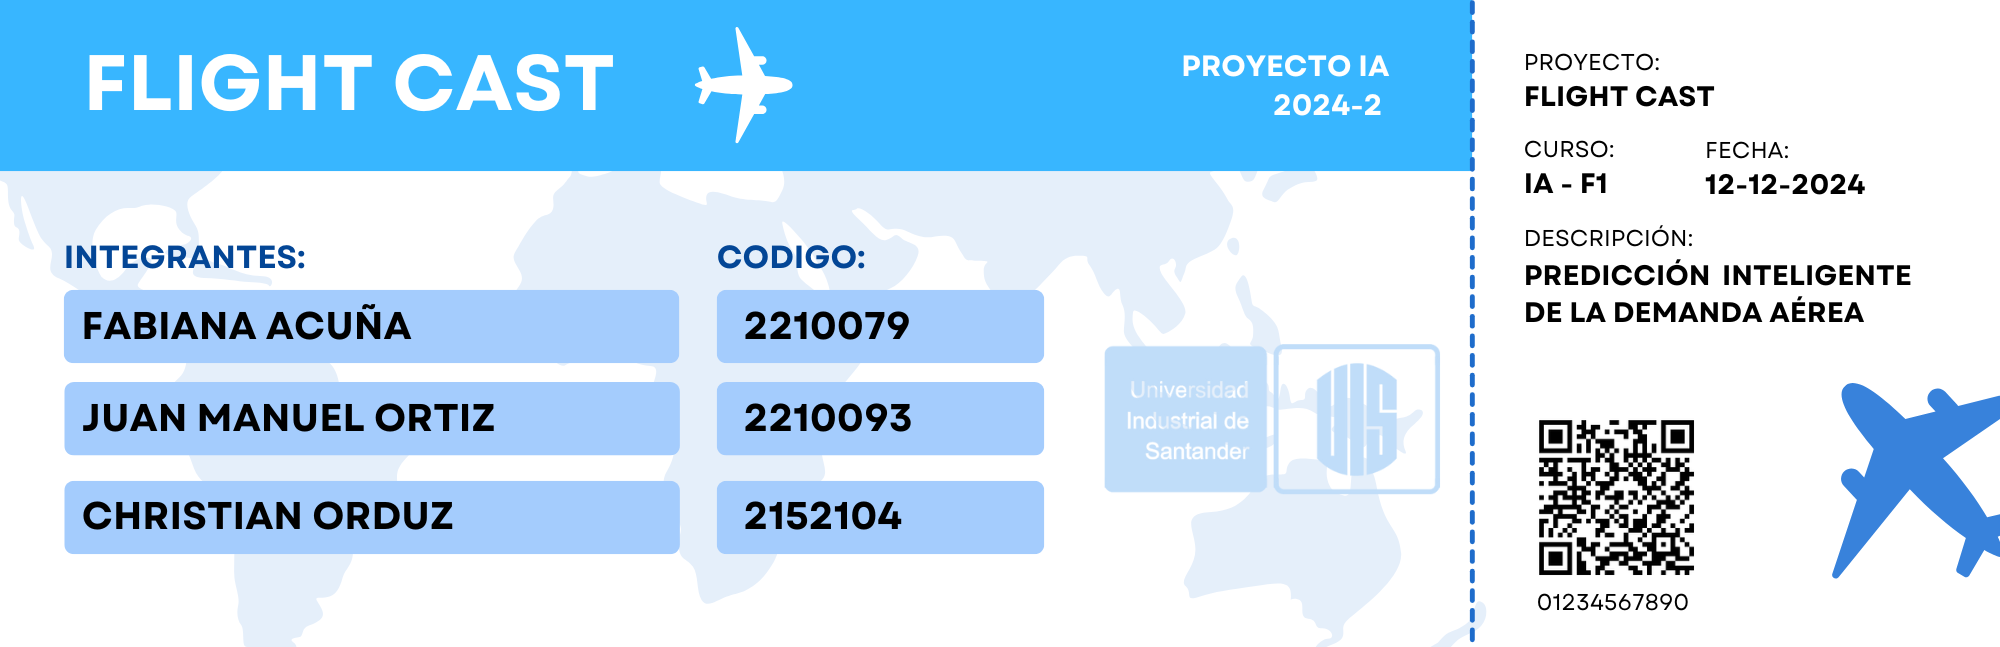 FLIGHT CAST
PROYECTO IA
2024-2
INTEGRANTES:
CODIGO:
FABIANA ACUÑA
2210079
JUAN MANUEL ORTIZ
2210093
CHRISTIAN ORDUZ
2152104
Universidad
Industrial de
Santander
UIS
PROYECTO:
FLIGHT CAST
CURSO:
FECHA:
IA - F1
12-12-2024
DESCRIPCIÓN:
PREDICCIÓN INTELIGENTE
DE LA DEMANDA AÉREA
01234567890